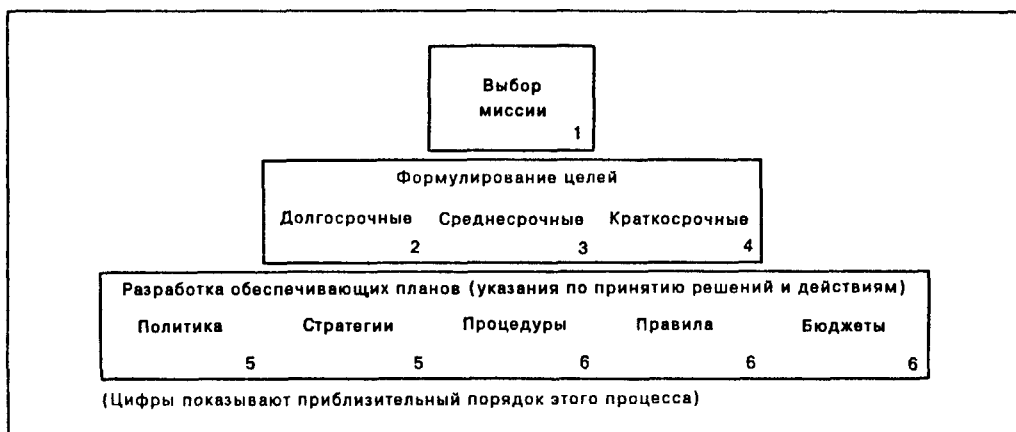 Выбор
миссии
1
Формулирование целей
Долгосрочные Среднесрочные Краткосрочные
2 3 4
Разработка обеспечивающих планов (указания по принятию решений и действиям)
Политика Стратегии Процедуры Правила Бюджеты
5 5 6 6 6
(Цифры показывают приблизительный порядок этого процесса)